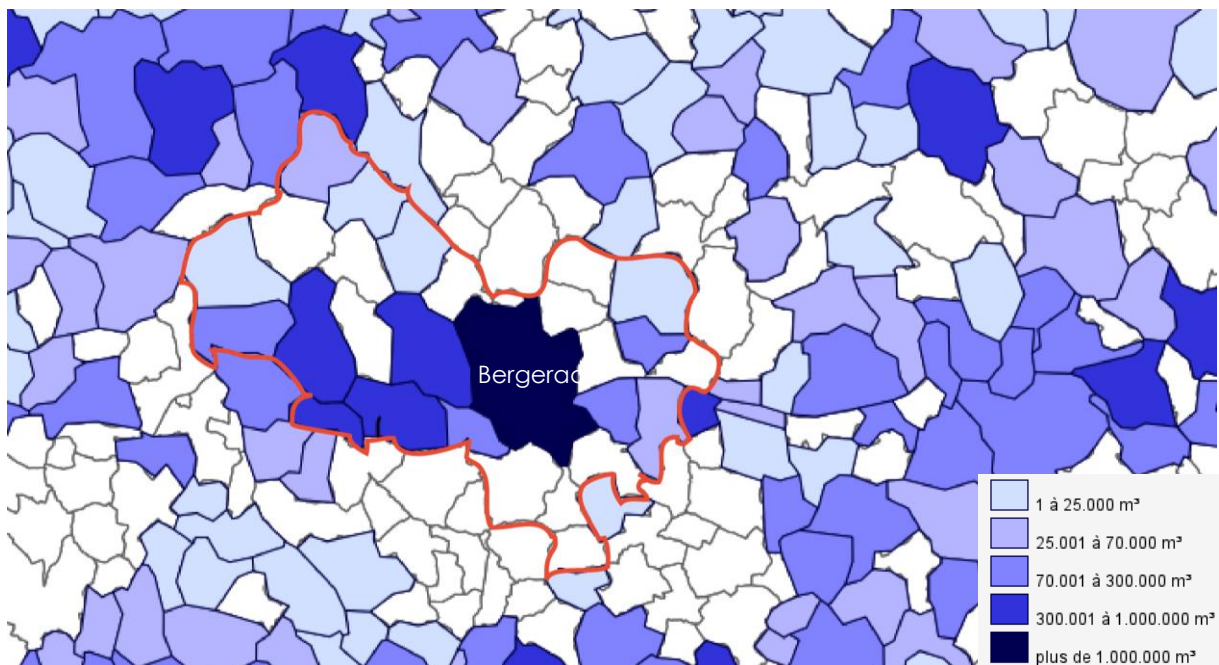 Bergerac
1 à 25.000 m³
25.001 à 70.000 m³
70.001 à 300.000 m³
300.001 à 1.000.000 m³
plus de 1.000.000 m³